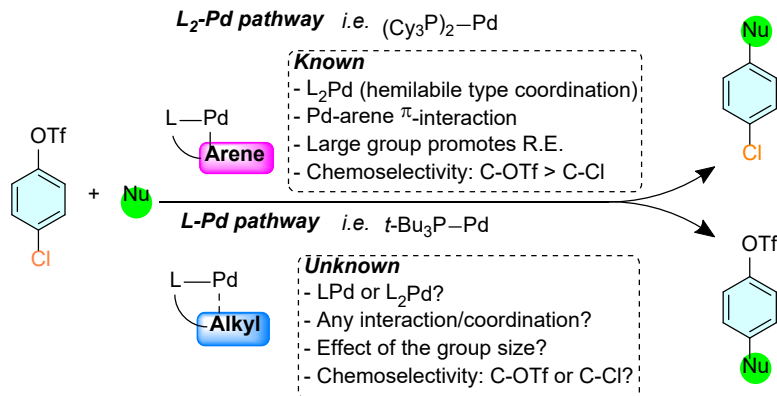 L2-Pd pathway i.e. (Cy3P)2–Pd
Known
- L2Pd (hemilabile type coordination)
- Pd-arene π-interaction
- Large group promotes R.E.
- Chemoselectivity: C-OTf > C-Cl
L—Pd
Arene
Nu
Cl
OTf
Cl
+
Nu
L-Pd pathway i.e. t-Bu3P–Pd
Unknown
- LPd or L2Pd?
- Any interaction/coordination?
- Effect of the group size?
- Chemoselectivity: C-OTf or C-Cl?
L—Pd
Alkyl
OTf
Nu